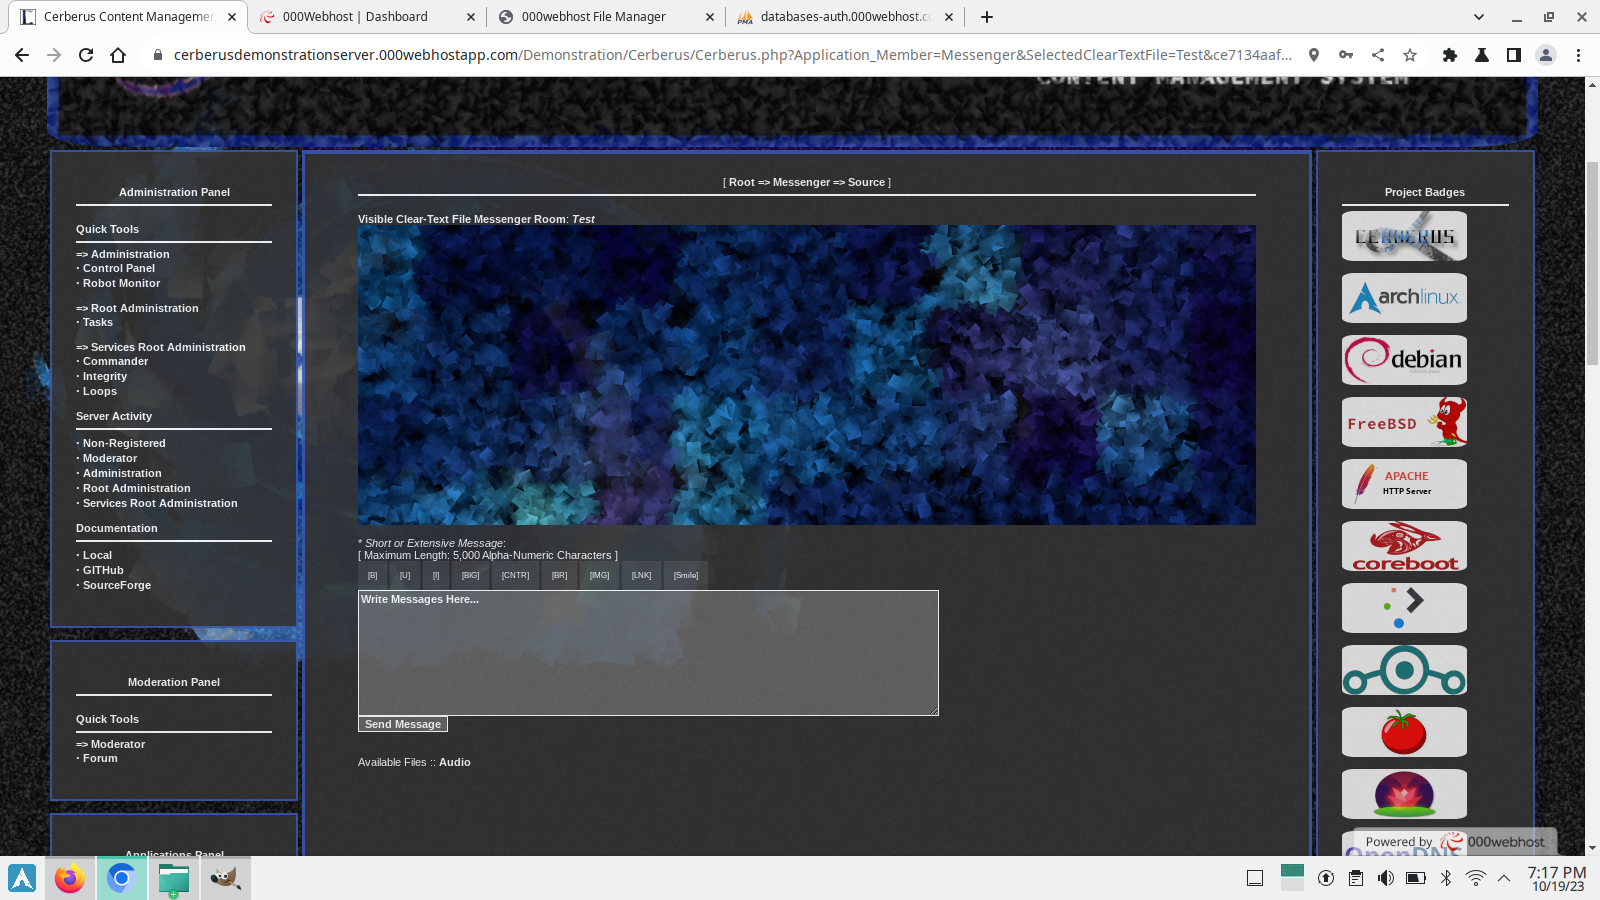 Cerberus Content Managemen
000Webhost | Dashboard
000webhost File Manager
databases-auth.000webhost.co
cerberusdemonstrationserver.000webhostapp.com/Demonstration/Cerberus/Cerberus.php?Application_Member=Messenger&SelectedClearTextFile=Test&ce7134aaf...
CONTENT MANAGEMENT SYSTEM
Administration Panel
Quick Tools
=> Administration
· Control Panel
· Robot Monitor
=> Root Administration
· Tasks
=> Services Root Administration
· Commander
· Integrity
· Loops
Server Activity
· Non-Registered
· Moderator
· Administration
· Root Administration
· Services Root Administration
Documentation
· Local
· GITHub
· SourceForge
Moderation Panel
Quick Tools
=> Moderator
· Forum
Applications Panel
[ Root => Messenger => Source ]
Visible Clear-Text File Messenger Room: Test
* Short or Extensive Message:
[ Maximum Length: 5,000 Alpha-Numeric Characters ]
[B] [U] [I] [BIG] [CNTR] [BR] [IMG] [LNK] [Smile]
Write Messages Here...
Send Message
Available Files :: Audio
Project Badges
CERBERUS
archlinux
debian
FreeBSD
APACHE
HTTP Server
coreboot
OpenDNS
Powered by 000webhost
7:17 PM
10/19/23